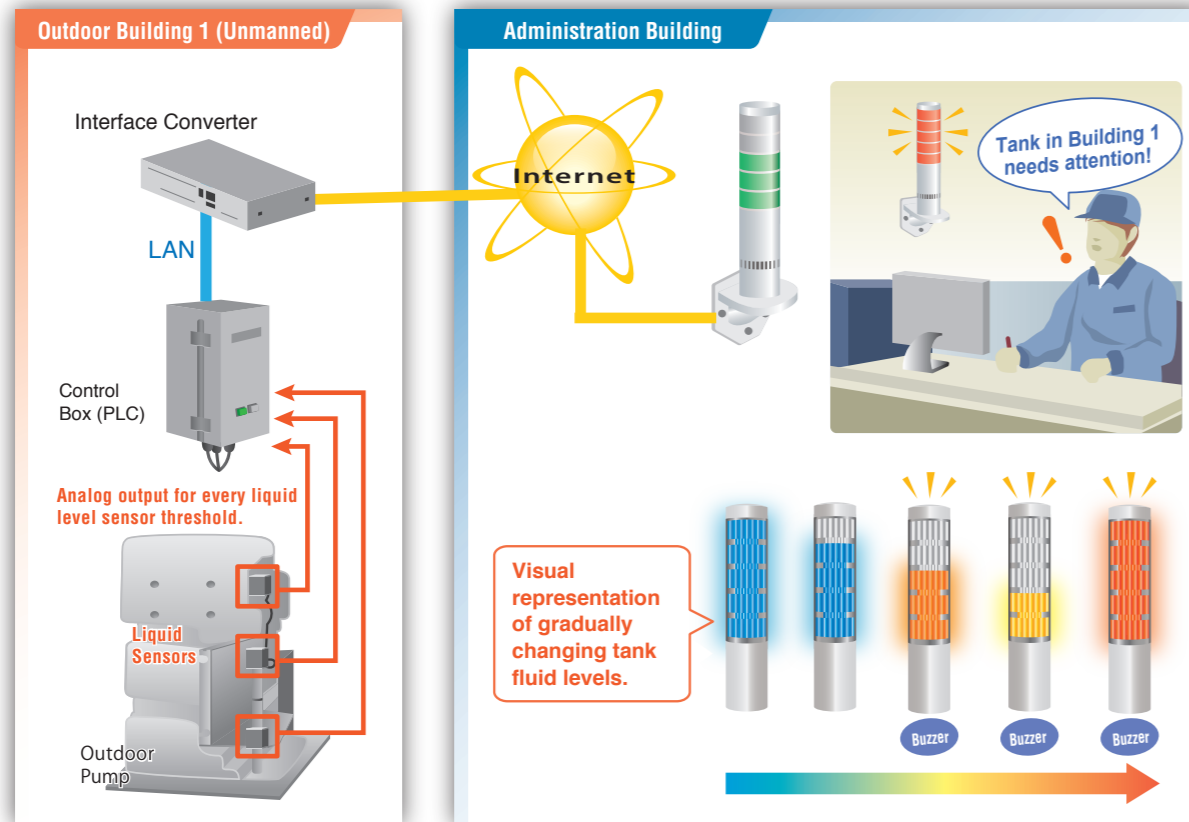 Outdoor Building 1 (Unmanned)
Interface Converter
LAN
Control
Box (PLC)
Analog output for every liquid
level sensor threshold.
Liquid
Sensors
Outdoor
Pump
Administration Building
Internet
Tank in Building 1
needs attention!
Visual
representation
of gradually
changing tank
fluid levels.
Buzzer
Buzzer
Buzzer